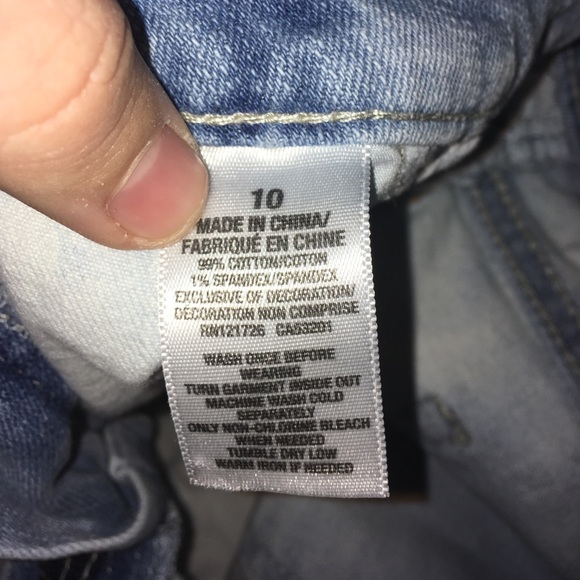 10
MADE IN CHINA/
FABRIQUÉ EN CHINE
99% COTTON/COTON
1% SPANDEX/SPANDEX
EXCLUSIVE OF DECORATION/
DÉCORATION NON COMPRISE
RN121726 CA53201
WASH ONCE BEFORE
WEARING
TURN GARMENT INSIDE OUT
MACHINE WASH COLD
SEPARATELY
ONLY NON-CHLORINE BLEACH
WHEN NEEDED
TUMBLE DRY LOW
WARM IRON IF NEEDED